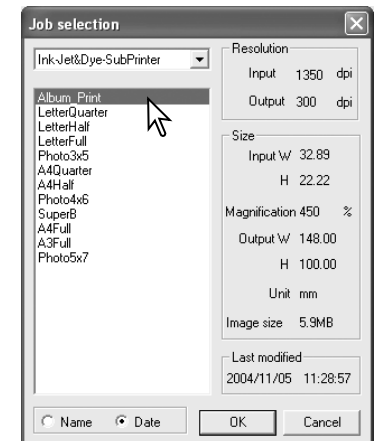 Job selection
Ink-Jet&Dye-SubPrinter
Album_Print
LetterQuarter
LetterHalf
LetterFull
Photo3x5
A4Quarter
A4Half
Photo4x6
SuperB
A4Full
A3Full
Photo5x7
Name Date
Resolution
Input 1350 dpi
Output 300 dpi
Size
Input W 32.89
H 22.22
Magnification 450 %
Output W 148.00
H 100.00
Unit mm
Image size 5.9MB
Last modified
2004/11/05 11:28:57
OK Cancel